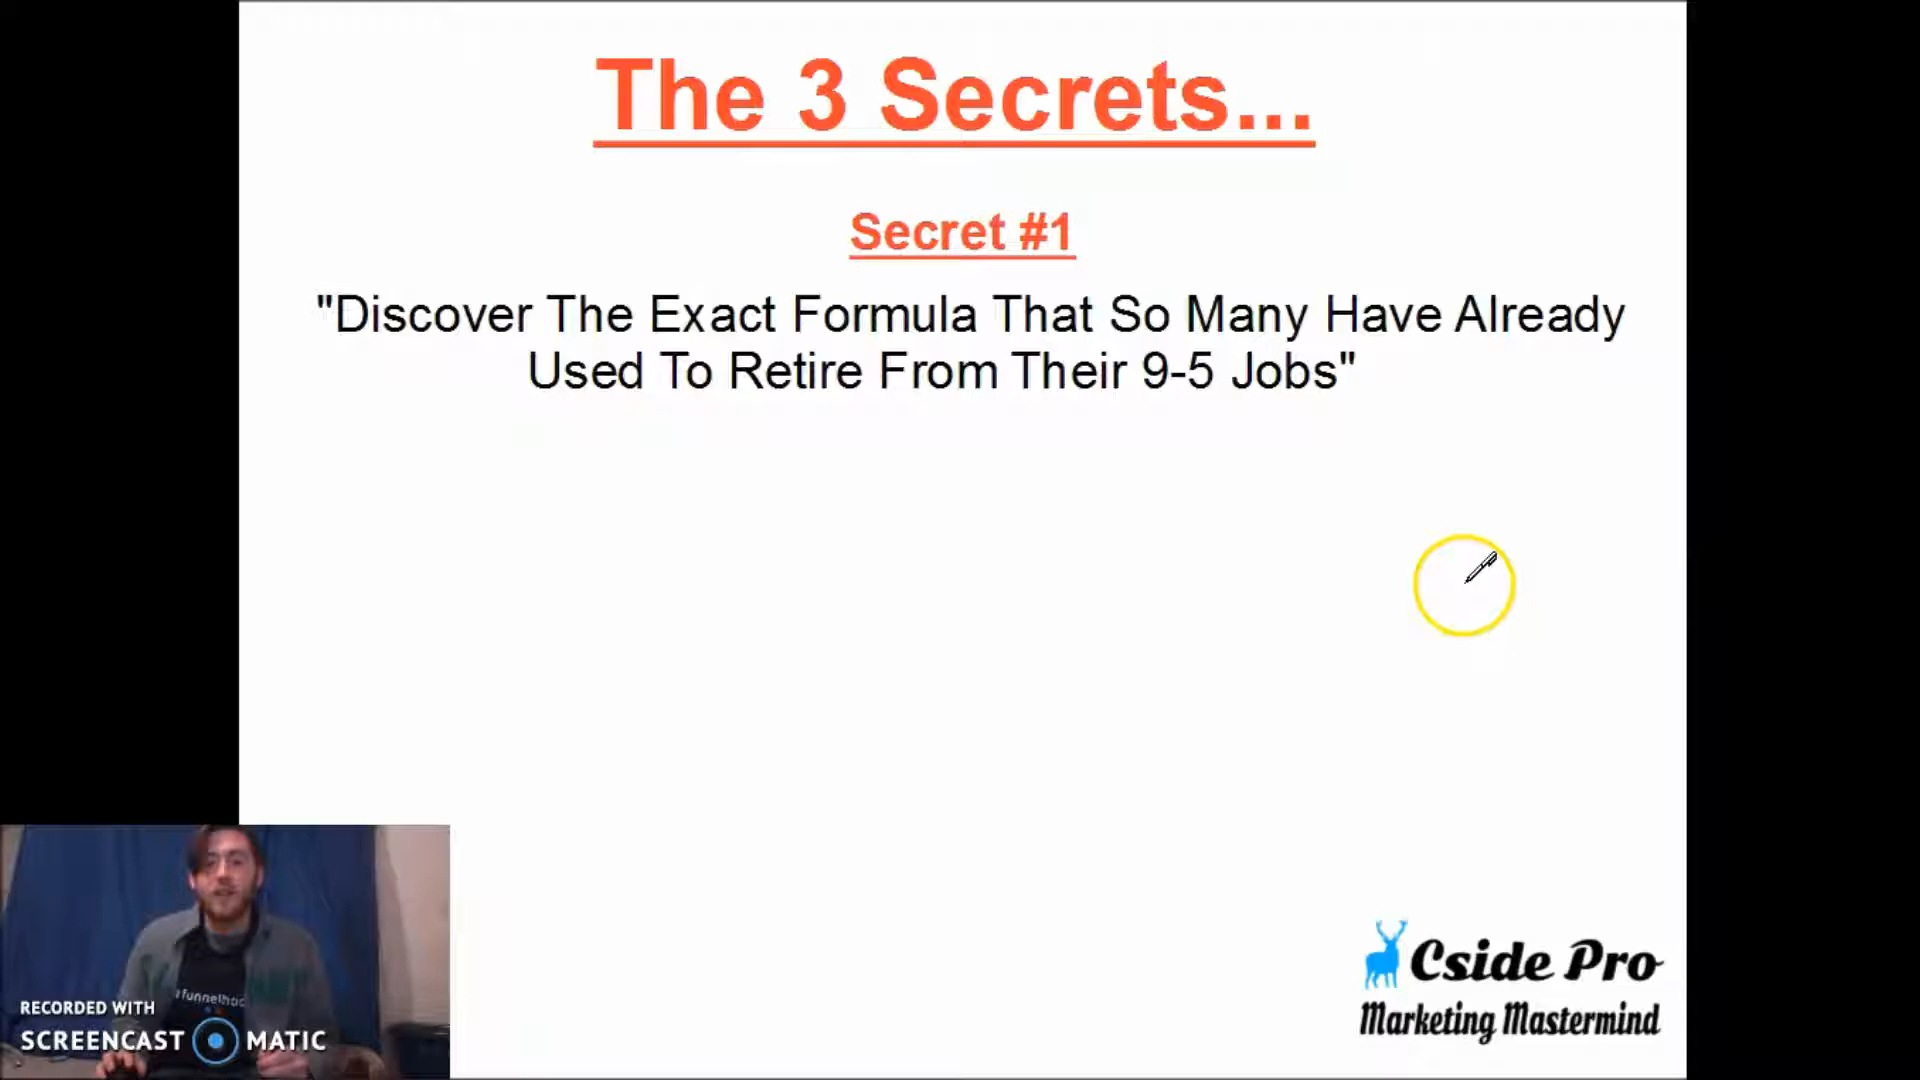 The 3 Secrets...
Secret #1
"Discover The Exact Formula That So Many Have Already
Used To Retire From Their 9-5 Jobs"
RECORDED WITH
SCREENCAST MATIC
Cside Pro
Marketing Mastermind